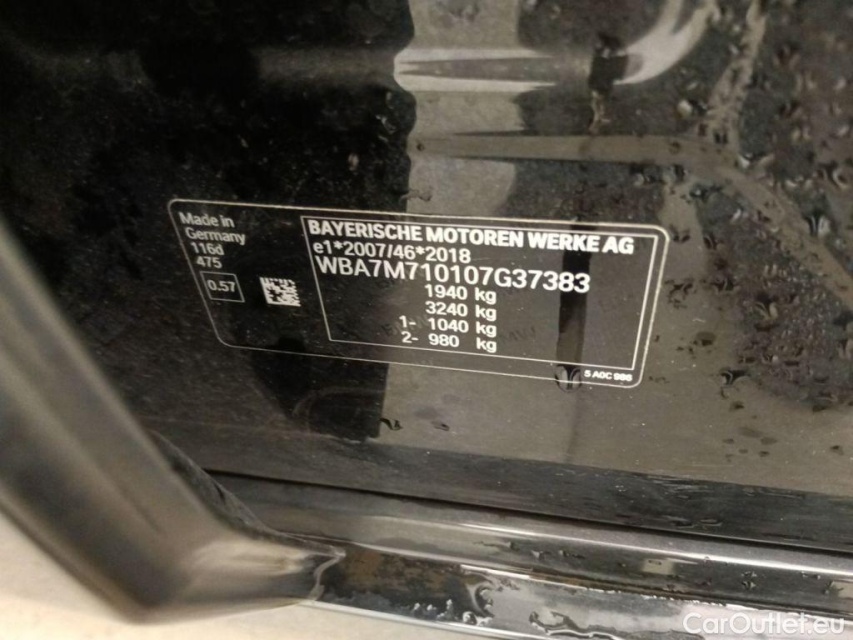 Made in
Germany
116d
475
0.57
BAYERISCHE MOTOREN WERKE AG
e1*2007/46*2018
WBA7M710107G37383
1940 kg
3240 kg
1- 1040 kg
2- 980 kg
5 A0C 986
CarOutlet.eu